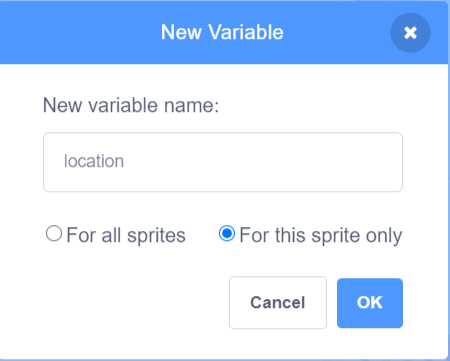 New Variable
New variable name:
location
For all sprites For this sprite only
Cancel OK